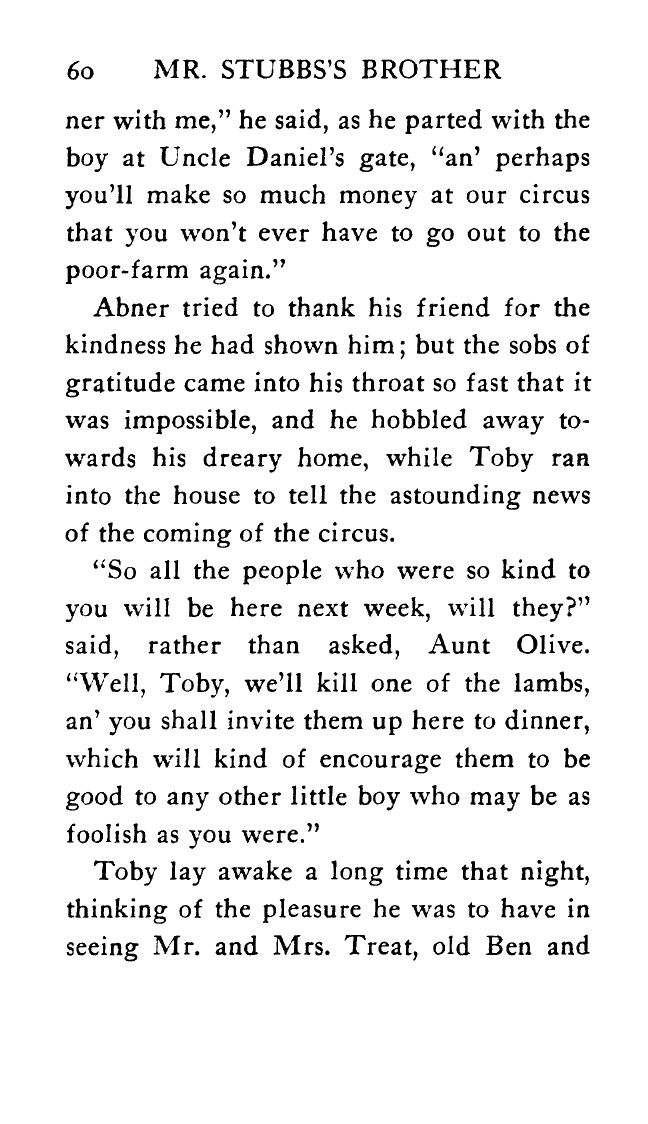 60 MR. STUBBS'S BROTHER
ner with me,” he said, as he parted with the
boy at Uncle Daniel's gate, “an’ perhaps
you'll make so much money at our circus
that you won't ever have to go out to the
poor-farm again.”
Abner tried to thank his friend for the
kindness he had shown him; but the sobs of
gratitude came into his throat so fast that it
was impossible, and he hobbled away to-
wards his dreary home, while Toby ran
into the house to tell the astounding news
of the coming of the circus.
“So all the people who were so kind to
you will be here next week, will they?”
said, rather than asked, Aunt Olive.
“Well, Toby, we'll kill one of the lambs,
an’ you shall invite them up here to dinner,
which will kind of encourage them to be
good to any other little boy who may be as
foolish as you were.”
Toby lay awake a long time that night,
thinking of the pleasure he was to have in
seeing Mr. and Mrs. Treat, old Ben and